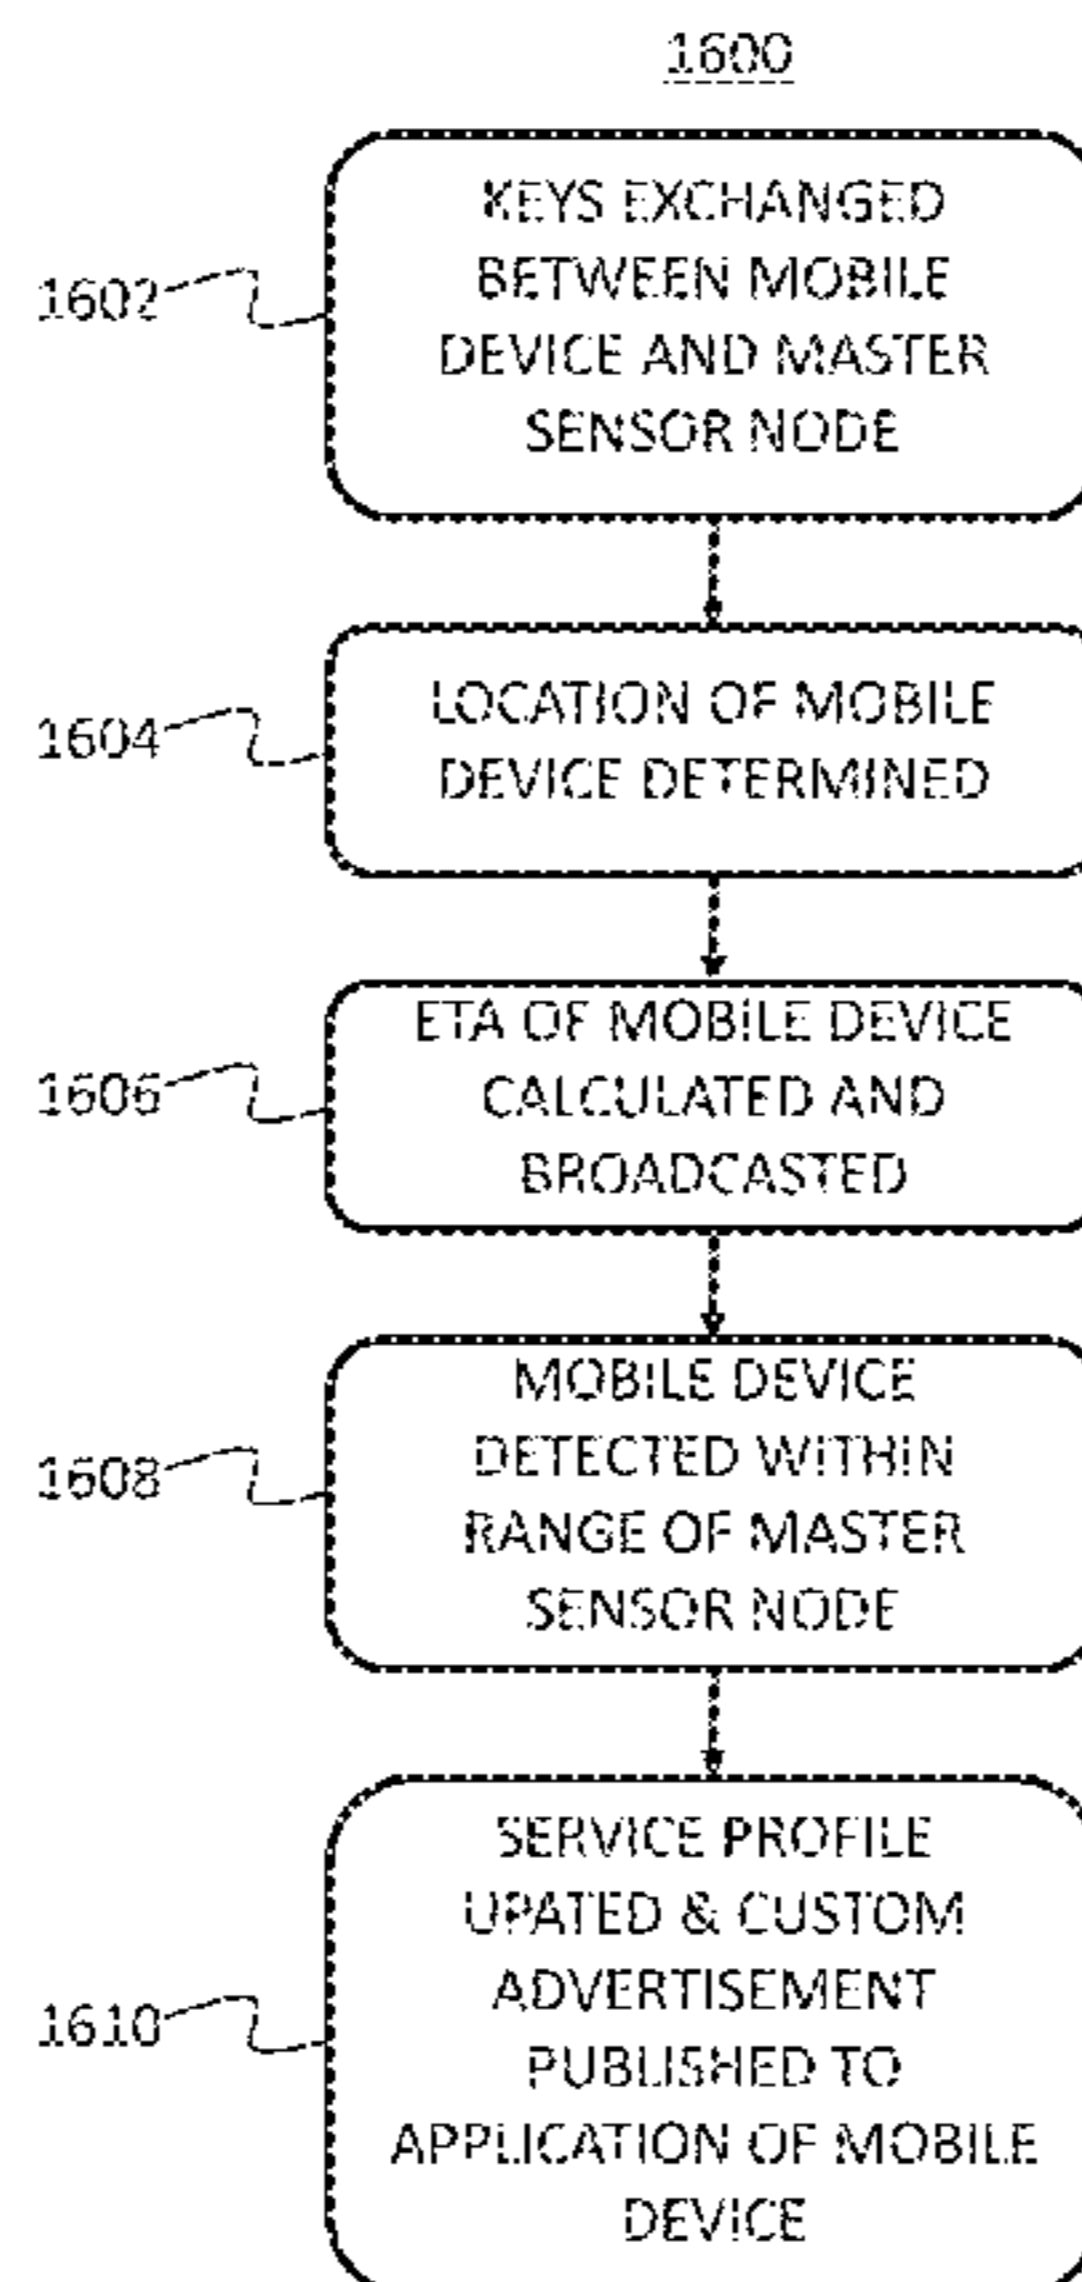 1600
KEYS EXCHANGED
BETWEEN MOBILE
DEVICE AND MASTER
SENSOR NODE
1602
LOCATION OF MOBILE
DEVICE DETERMINED
1604
ETA OF MOBILE DEVICE
CALCULATED AND
BROADCASTED
1606
MOBILE DEVICE
DETECTED WITHIN
RANGE OF MASTER
SENSOR NODE
1608
SERVICE PROFILE
UPATED & CUSTOM
ADVERTISEMENT
PUBLISHED TO
APPLICATION OF MOBILE
DEVICE
1610